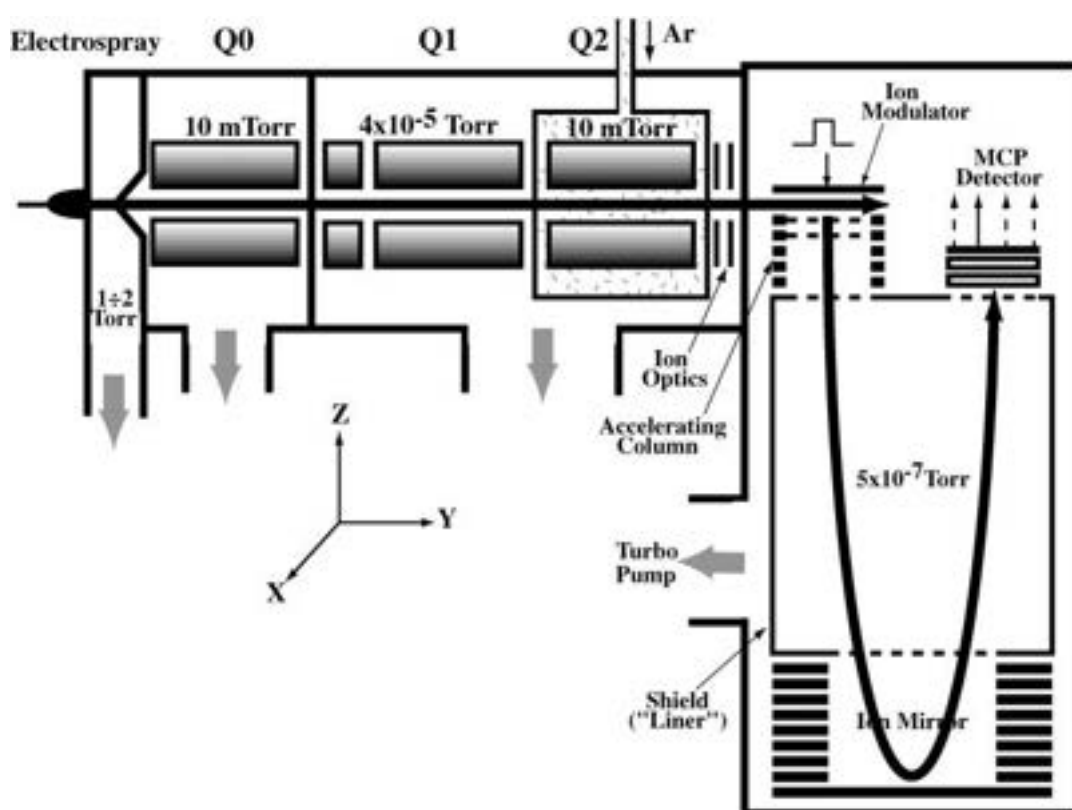 Electrospray
Q0
Q1
Q2
Ar
10 mTorr
4x10-5 Torr
10 mTorr
Ion
Modulator
MCP
Detector
1÷2
Torr
Ion
Optics
Accelerating
Column
Z
Y
X
5x10-7Torr
Turbo
Pump
Shield
("Liner")
Ion Mirror